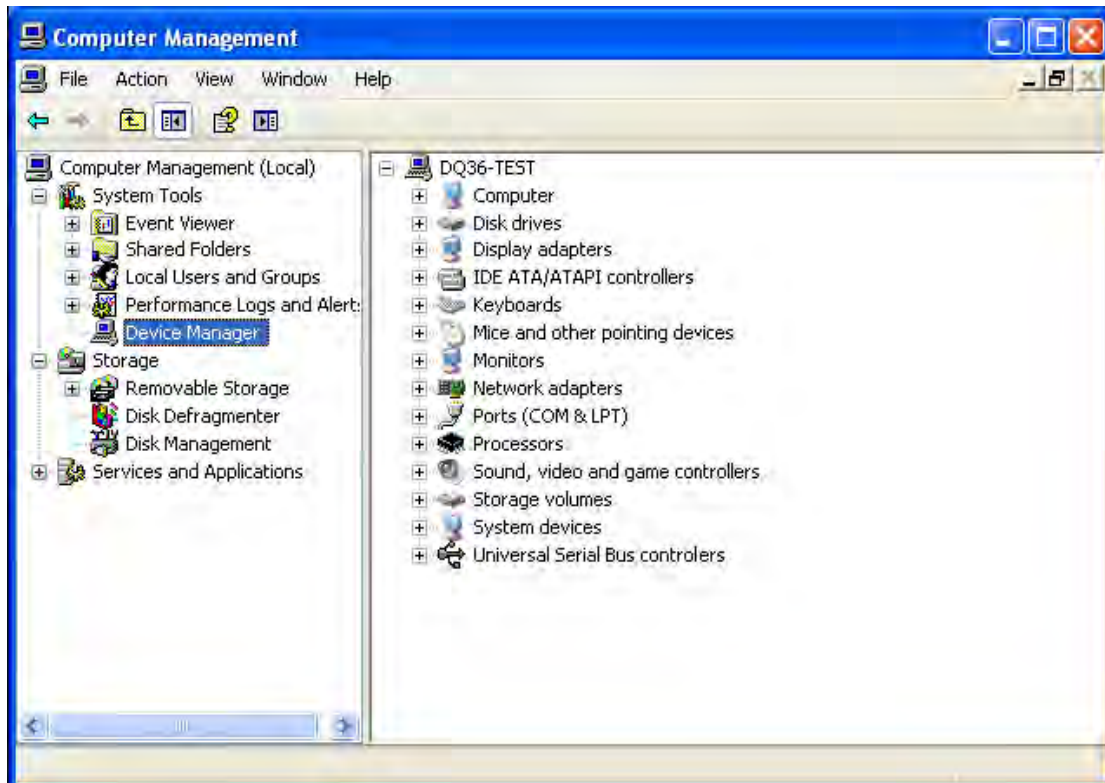 Computer Management
File Action View Window Help
Computer Management (Local)
System Tools
Event Viewer
Shared Folders
Local Users and Groups
Performance Logs and Alert:
Device Manager
Storage
Removable Storage
Disk Defragmenter
Disk Management
Services and Applications
DQ36-TEST
Computer
Disk drives
Display adapters
IDE ATA/ATAPI controllers
Keyboards
Mice and other pointing devices
Monitors
Network adapters
Ports (COM & LPT)
Processors
Sound, video and game controllers
Storage volumes
System devices
Universal Serial Bus controlers